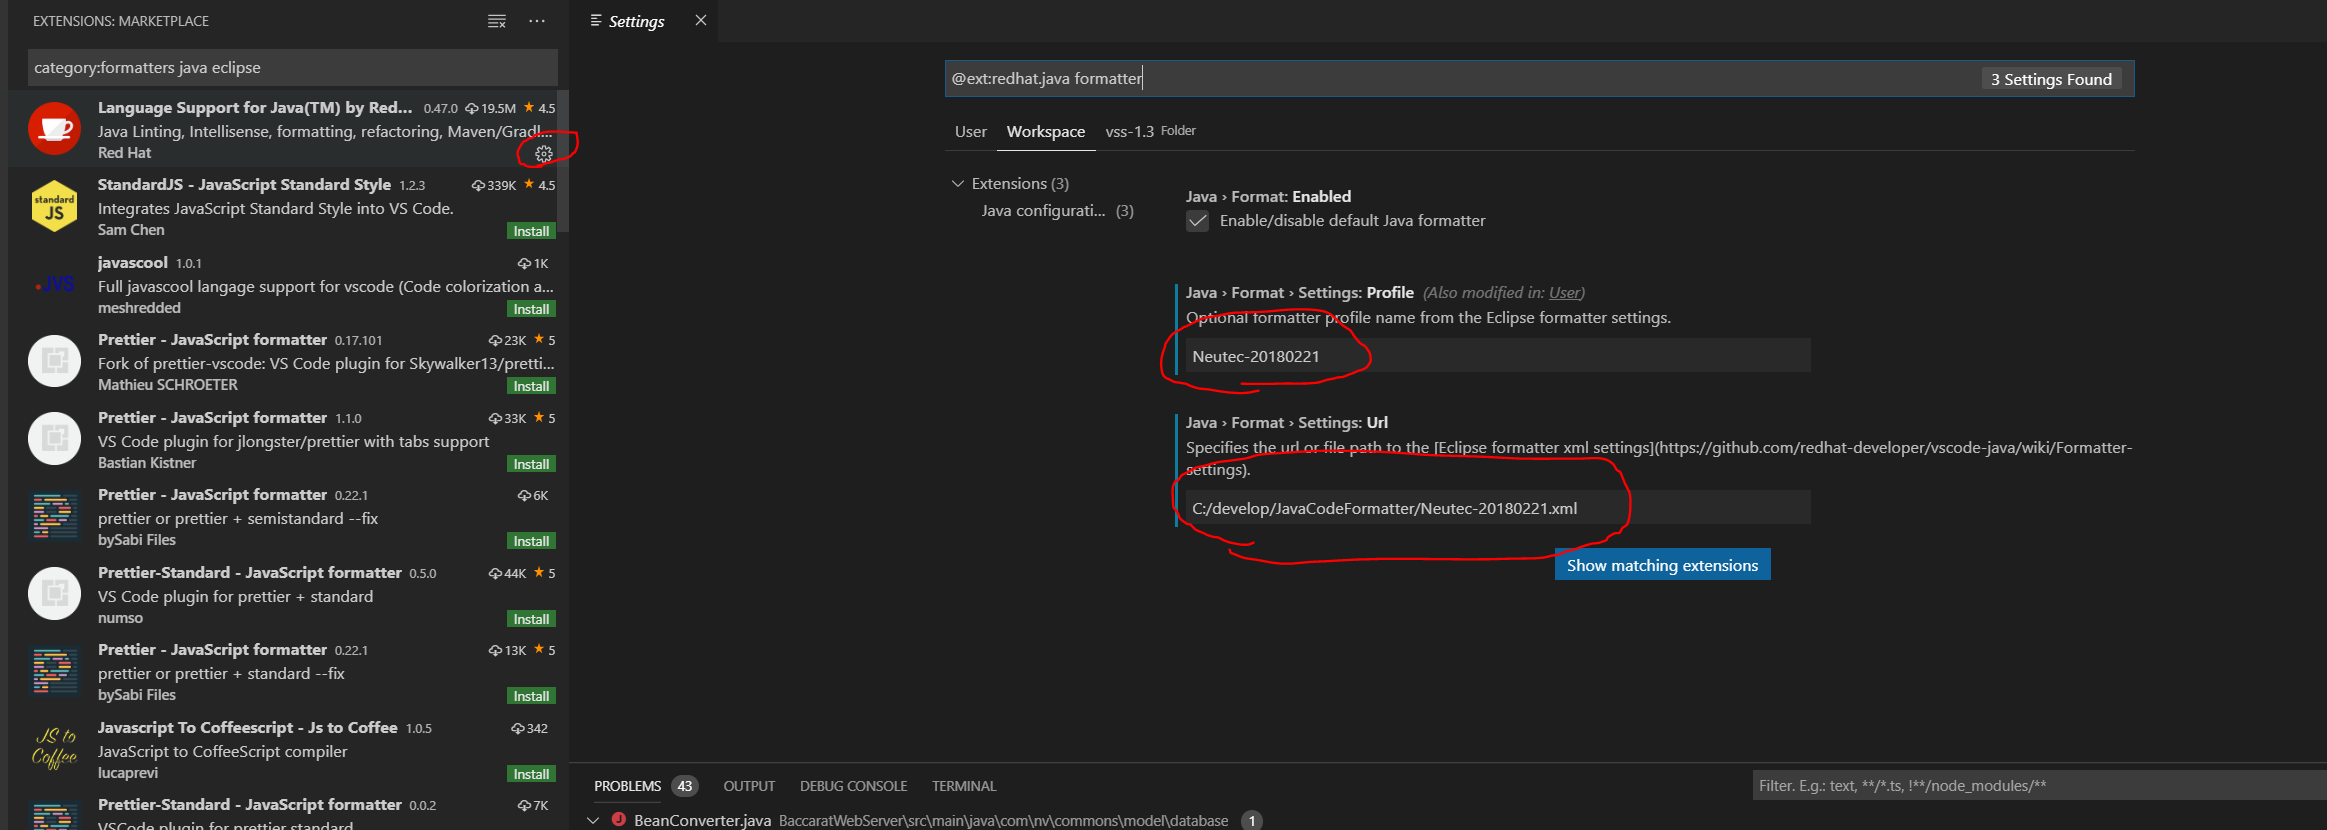 EXTENSIONS: MARKETPLACE
category:formatters java eclipse
Language Support for Java(TM) by Red... 0.47.0 19.5M ★ 4.5
Java Linting, Intellisense, formatting, refactoring, Maven/Gradl...
Red Hat
standard JS
StandardJS - JavaScript Standard Style 1.2.3 339K ★ 4.5
Integrates JavaScript Standard Style into VS Code.
Sam Chen Install
JVS
javascool 1.0.1 1K
Full javascool langage support for vscode (Code colorization a...
meshredded Install
Prettier - JavaScript formatter 0.17.101 23K ★ 5
Fork of prettier-vscode: VS Code plugin for Skywalker13/pretti...
Mathieu SCHROETER Install
Prettier - JavaScript formatter 1.1.0 33K ★ 5
VS Code plugin for jlongster/prettier with tabs support
Bastian Kistner Install
Prettier - JavaScript formatter 0.22.1 6K
prettier or prettier + semistandard --fix
bySabi Files Install
Prettier-Standard - JavaScript formatter 0.5.0 44K ★ 5
VS Code plugin for prettier + standard
numso Install
Prettier - JavaScript formatter 0.22.1 13K ★ 5
prettier or prettier + standard --fix
bySabi Files Install
JS to Coffee
Javascript To Coffeescript - Js to Coffee 1.0.5 342
JavaScript to CoffeeScript compiler
lucaprevi Install
Prettier-Standard - JavaScript formatter 0.0.2 7K
VSCode plugin for prettier standard
Settings
@ext:redhat.java formatter 3 Settings Found
User Workspace vss-1.3 Folder
Extensions (3)
Java configurati... (3)
Java › Format: Enabled
Enable/disable default Java formatter
Java › Format › Settings: Profile (Also modified in: User)
Optional formatter profile name from the Eclipse formatter settings.
Neutec-20180221
Java › Format › Settings: Url
Specifies the url or file path to the [Eclipse formatter xml settings](https://github.com/redhat-developer/vscode-java/wiki/Formatter-
settings).
C:/develop/JavaCodeFormatter/Neutec-20180221.xml
Show matching extensions
PROBLEMS 43 OUTPUT DEBUG CONSOLE TERMINAL Filter. E.g.: text, **/*.ts, !**/node_modules/**
J BeanConverter.java BaccaratWebServer\src\main\java\com\nv\commons\model\database 1